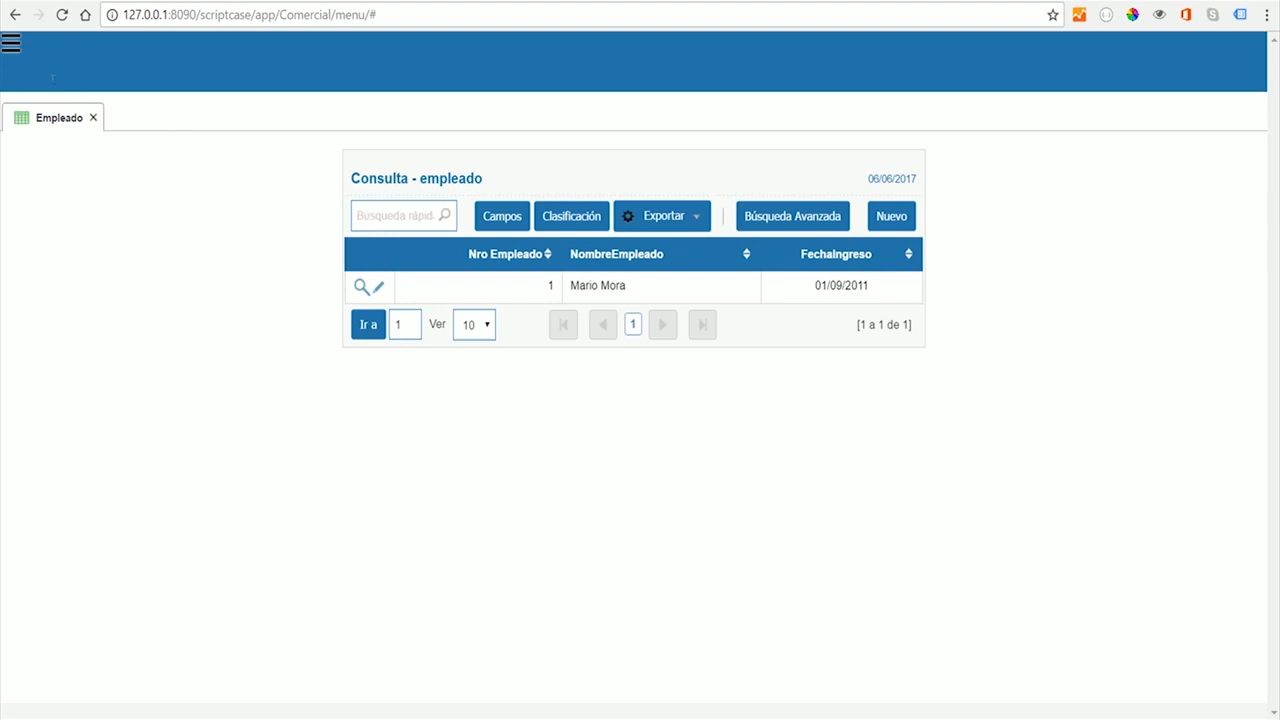 127.0.0.1:8090/scriptcase/app/Comercial/menu/#
Empleado
Consulta - empleado 06/06/2017
Búsqueda rápid Campos Clasificación Exportar Búsqueda Avanzada Nuevo
Nro Empleado NombreEmpleado FechaIngreso
1 Mario Mora 01/09/2011
Ir a 1 Ver 10 1 [1 a 1 de 1]